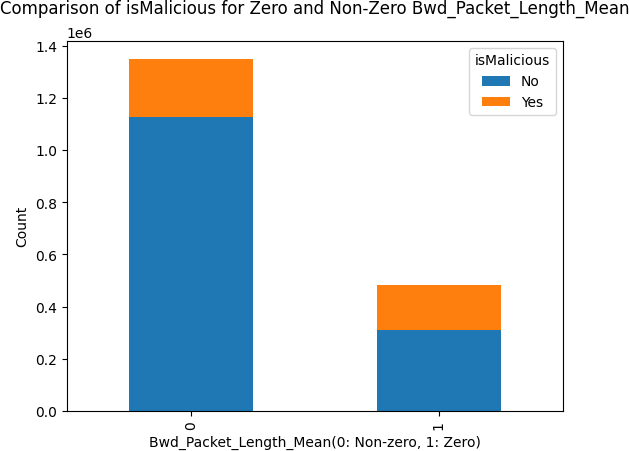 Comparison of isMalicious for Zero and Non-Zero Bwd_Packet_Length_Mean
1e6
1.4
1.2
1.0
0.8
0.6
0.4
0.2
0.0
Count
isMalicious
No
Yes
0
1
Bwd_Packet_Length_Mean(0: Non-zero, 1: Zero)